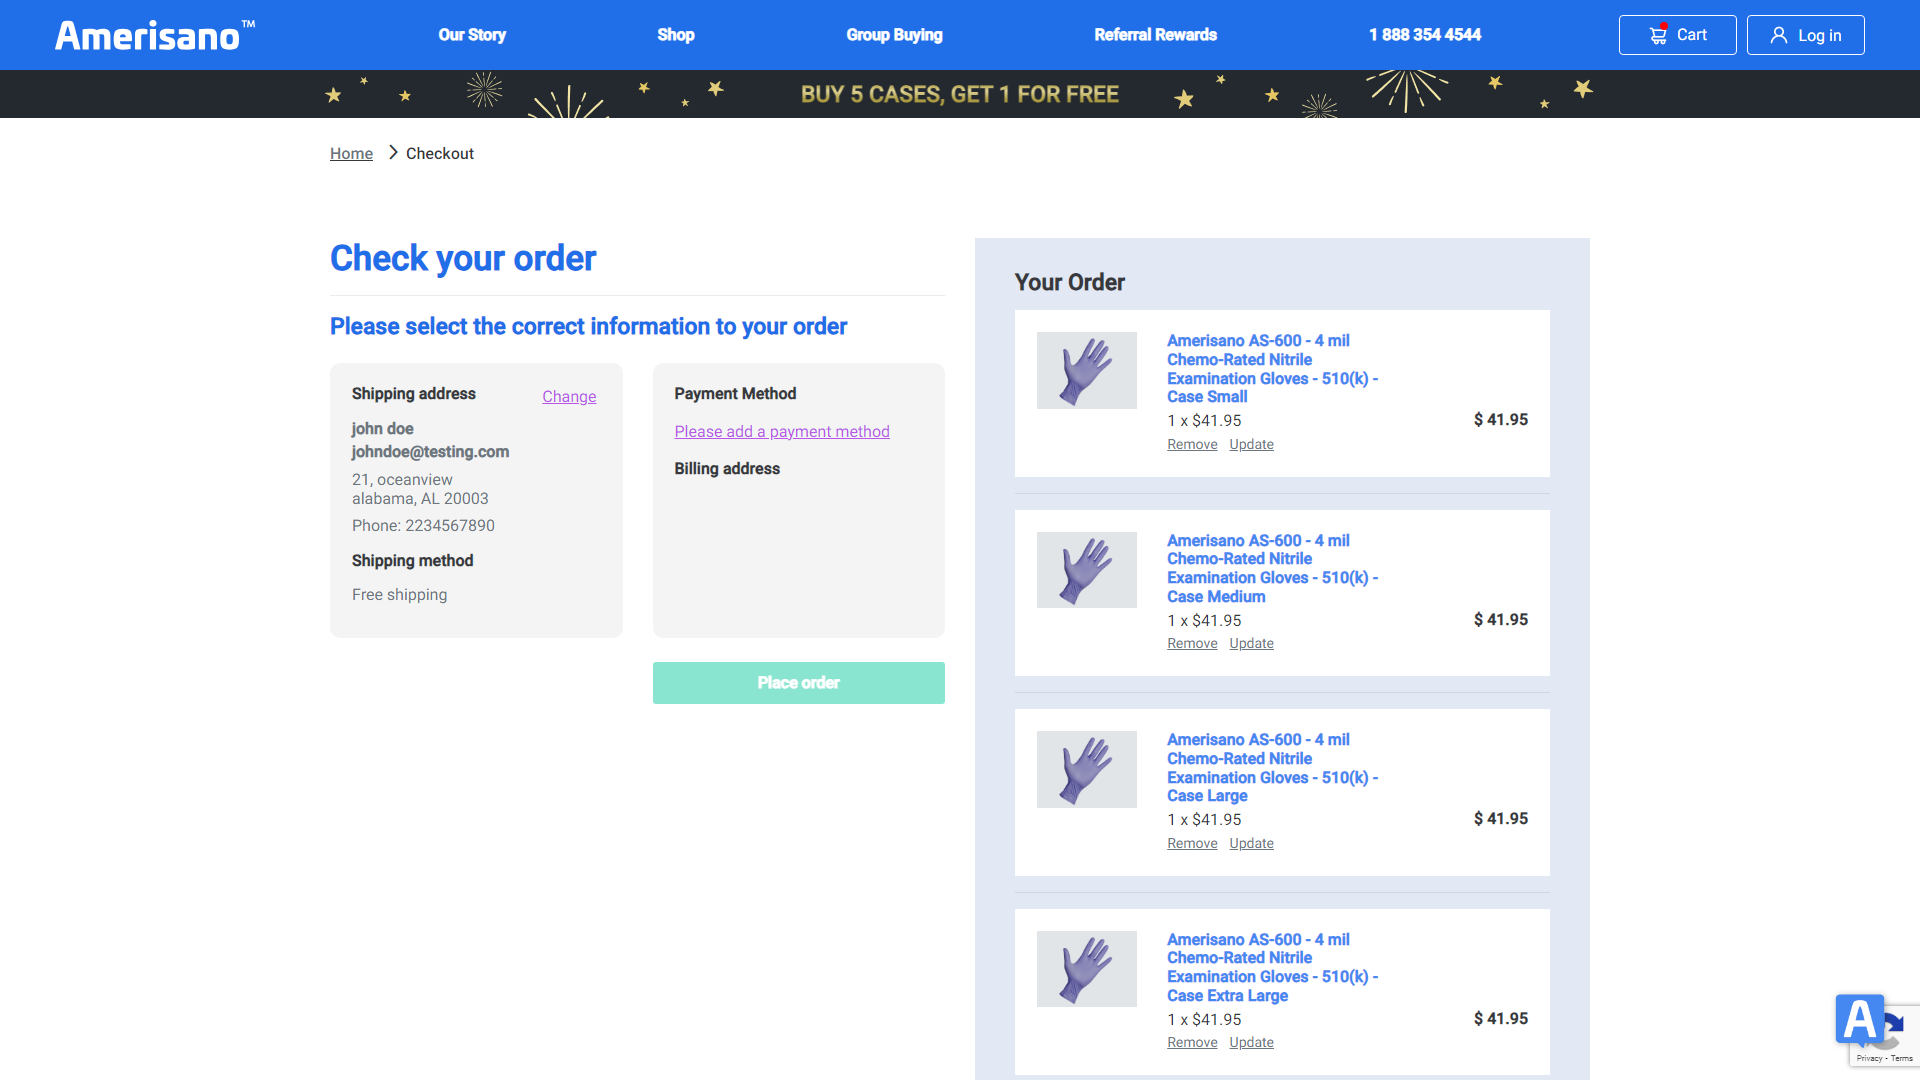 Amerisano™
Our Story
Shop
Group Buying
Referral Rewards
1 888 354 4544
Cart
Log in
BUY 5 CASES, GET 1 FOR FREE
Home
Checkout
Check your order
Please select the correct information to your order
Shipping address
Change
john doe
johndoe@testing.com
21, oceanview
alabama, AL 20003
Phone: 2234567890
Shipping method
Free shipping
Payment Method
Please add a payment method
Billing address
Place order
Your Order
Amerisano AS-600 - 4 mil
Chemo-Rated Nitrile
Examination Gloves - 510(k) -
Case Small
1 x $41.95
$ 41.95
Remove Update
Amerisano AS-600 - 4 mil
Chemo-Rated Nitrile
Examination Gloves - 510(k) -
Case Medium
1 x $41.95
$ 41.95
Remove Update
Amerisano AS-600 - 4 mil
Chemo-Rated Nitrile
Examination Gloves - 510(k) -
Case Large
1 x $41.95
$ 41.95
Remove Update
Amerisano AS-600 - 4 mil
Chemo-Rated Nitrile
Examination Gloves - 510(k) -
Case Extra Large
1 x $41.95
$ 41.95
Remove Update
A
Privacy - Terms